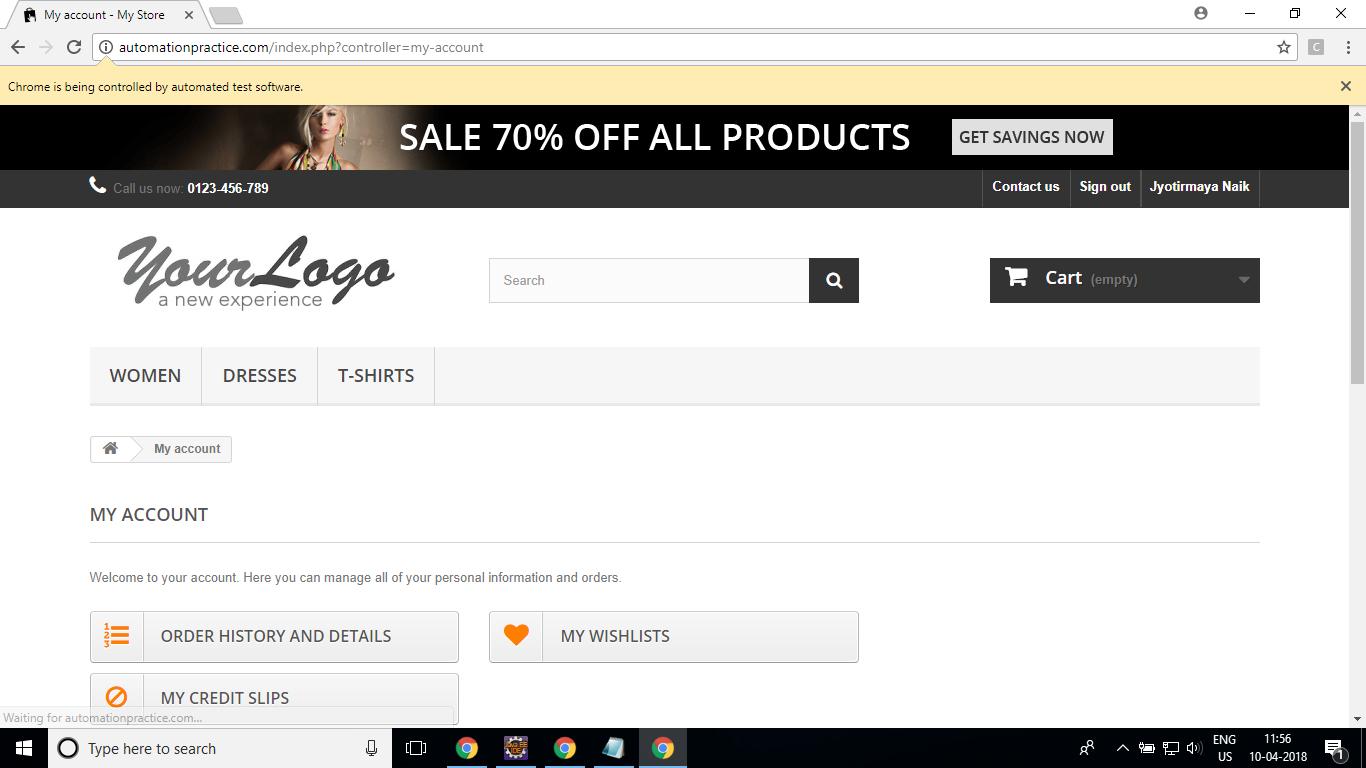 My account - My Store
automationpractice.com/index.php?controller=my-account
C
Chrome is being controlled by automated test software.
SALE 70% OFF ALL PRODUCTS
GET SAVINGS NOW
Call us now: 0123-456-789
Contact us
Sign out
Jyotirmaya Naik
YourLogo
a new experience
Search
Cart (empty)
WOMEN
DRESSES
T-SHIRTS
My account
MY ACCOUNT
Welcome to your account. Here you can manage all of your personal information and orders.
1
2
3
ORDER HISTORY AND DETAILS
MY WISHLISTS
MY CREDIT SLIPS
Waiting for automationpractice.com...
Type here to search
ENG
US
11:56
10-04-2018
1